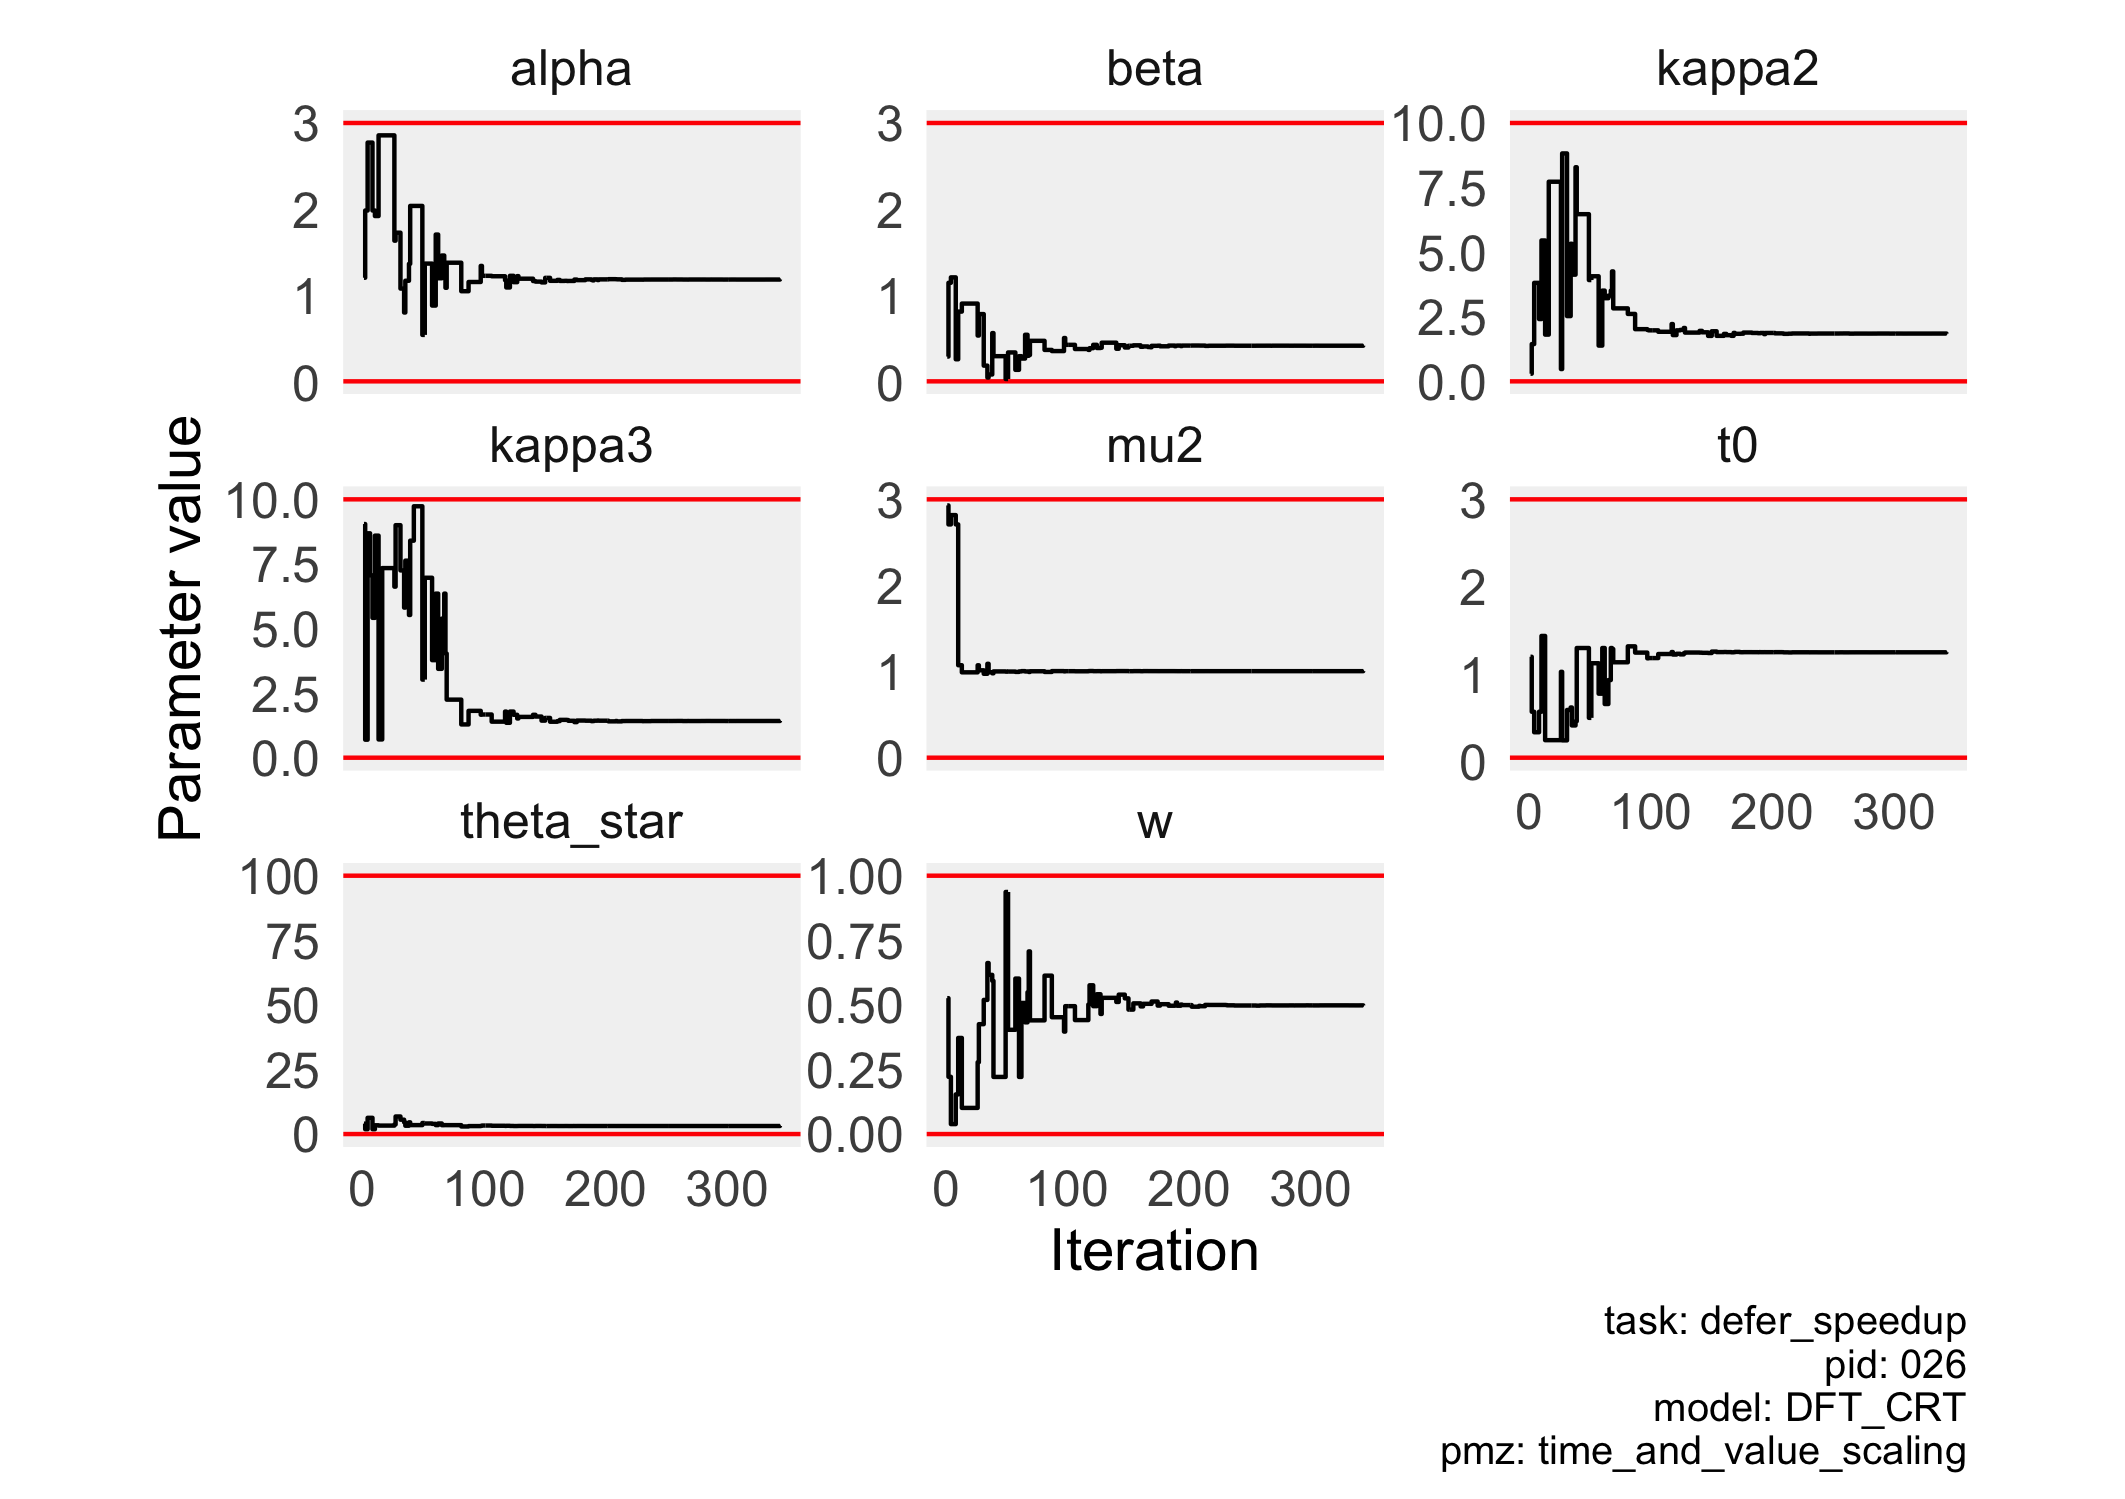 alpha
beta
kappa2
3
2
1
0
3
2
1
0
10.0
7.5
5.0
2.5
0.0
kappa3
mu2
t0
10.0
7.5
5.0
2.5
0.0
3
2
1
0
3
2
1
0
0 100 200 300
theta_star
w
100
75
50
25
0
1.00
0.75
0.50
0.25
0.00
0 100 200 300
0 100 200 300
Parameter value
Iteration
task: defer_speedup
pid: 026
model: DFT_CRT
pmz: time_and_value_scaling